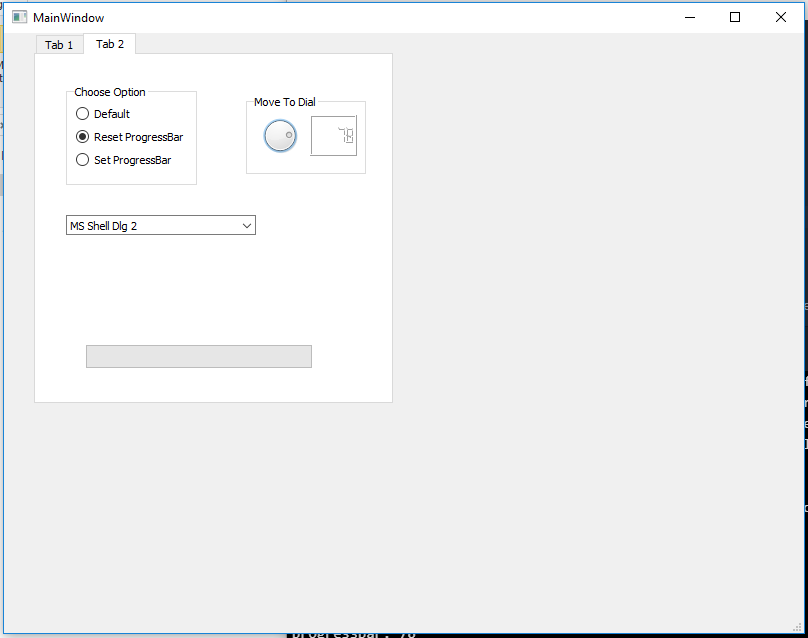 MainWindow
Tab 1
Tab 2
Choose Option
Default
Reset ProgressBar
Set ProgressBar
Move To Dial
78
MS Shell Dlg 2